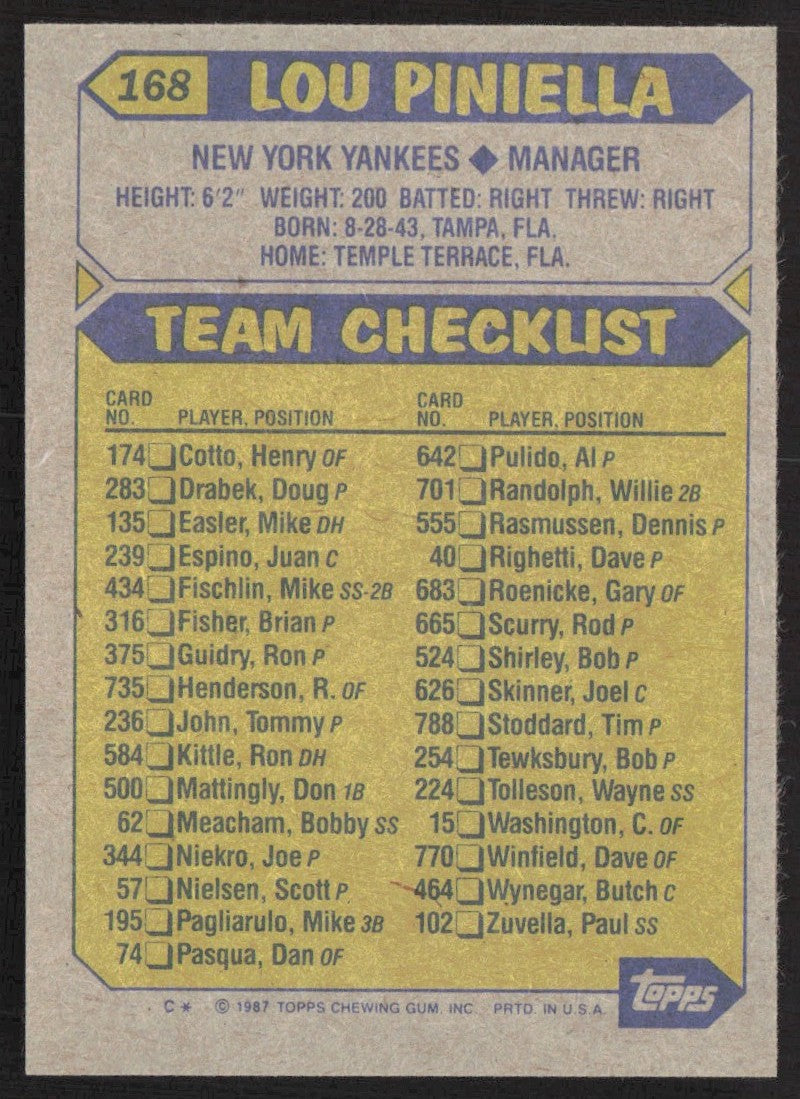 168 LOU PINIELLA
NEW YORK YANKEES ◆ MANAGER
HEIGHT: 6'2" WEIGHT: 200 BATTED: RIGHT THREW: RIGHT
BORN: 8-28-43, TAMPA, FLA.
HOME: TEMPLE TERRACE, FLA.
TEAM CHECKLIST
CARD
NO. PLAYER, POSITION
174 Cotto, Henry OF
283 Drabek, Doug P
135 Easler, Mike DH
239 Espino, Juan C
434 Fischlin, Mike SS-2B
316 Fisher, Brian P
375 Guidry, Ron P
735 Henderson, R. OF
236 John, Tommy P
584 Kittle, Ron DH
500 Mattingly, Don 1B
62 Meacham, Bobby SS
344 Niekro, Joe P
57 Nielsen, Scott P
195 Pagliarulo, Mike 3B
74 Pasqua, Dan OF
CARD
NO. PLAYER, POSITION
642 Pulido, Al P
701 Randolph, Willie 2B
555 Rasmussen, Dennis P
40 Righetti, Dave P
683 Roenicke, Gary OF
665 Scurry, Rod P
524 Shirley, Bob P
626 Skinner, Joel C
788 Stoddard, Tim P
254 Tewksbury, Bob P
224 Tolleson, Wayne SS
15 Washington, C. OF
770 Winfield, Dave OF
464 Wynegar, Butch C
102 Zuvella, Paul SS
C * © 1987 TOPPS CHEWING GUM, INC. PRTD. IN U.S.A.
topps